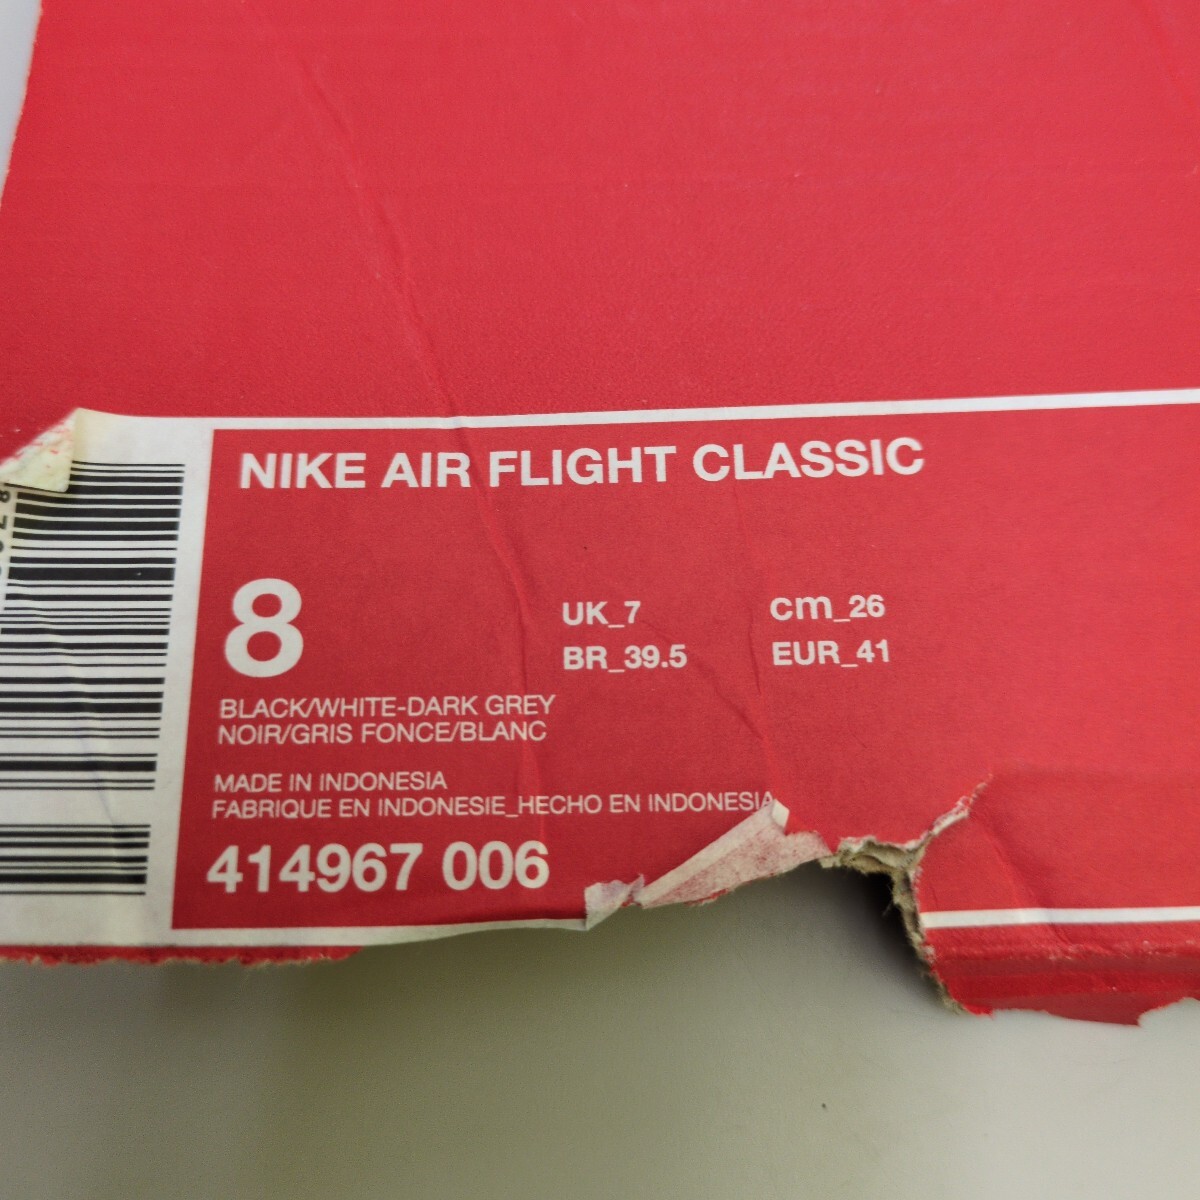 NIKE AIR FLIGHT CLASSIC
8
UK_7 cm_26
BR_39.5 EUR_41
BLACK/WHITE-DARK GREY
NOIR/GRIS FONCE/BLANC
MADE IN INDONESIA
FABRIQUE EN INDONESIE_HECHO EN INDONESIA
414967 006